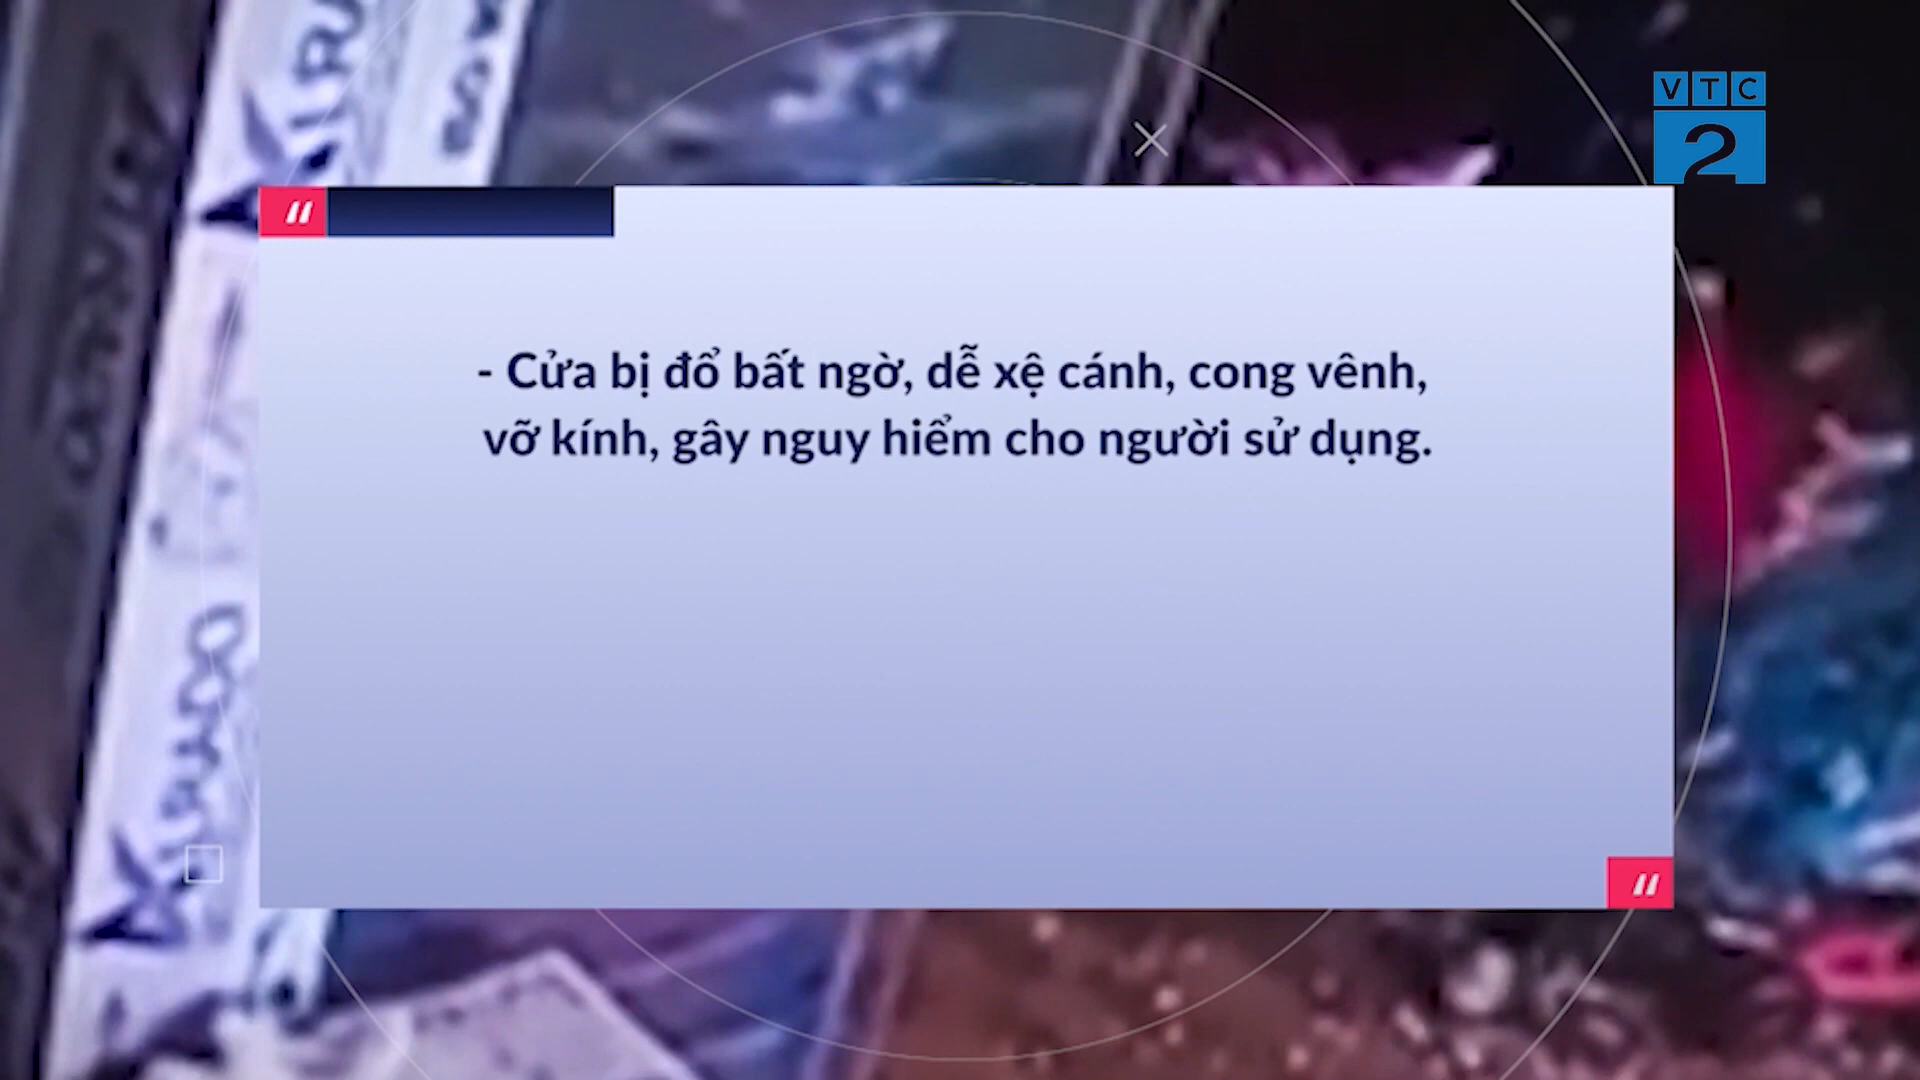 VTC
2
- Cửa bị đổ bất ngờ, dễ xệ cánh, cong vênh,
vỡ kính, gây nguy hiểm cho người sử dụng.